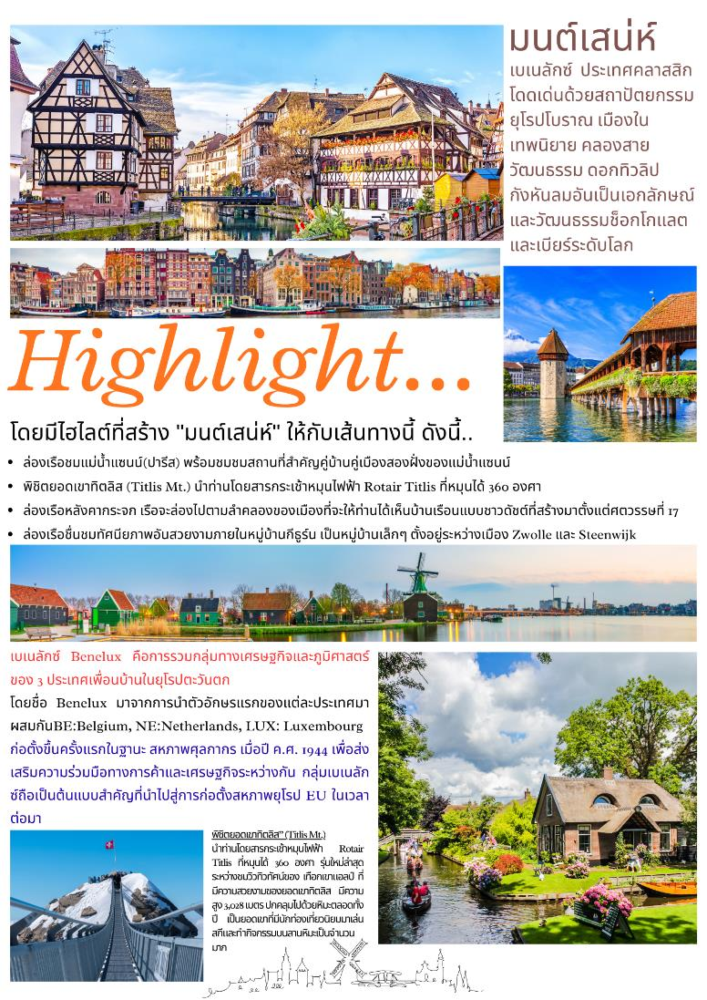 มนต์เสน่ห์
เบเนลักซ์ ประเทศคลาสสิก
โดดเด่นด้วยสถาปัตยกรรม
ยุโรปโบราณ เมืองใน
เทพนิยาย คลองสาย
วัฒนธรรม ดอกทิวลิป
กังหันลมอันเป็นเอกลักษณ์
และวัฒนธรรมช็อกโกแลต
และเบียร์ระดับโลก
Highlight...
โดยมีไฮไลต์ที่สร้าง "มนต์เสน่ห์" ให้กับเส้นทางนี้ ดังนี้..
• ล่องเรือชมแม่น้ำแซนน์(ปารีส) พร้อมชมชมสถานที่สำคัญคู่บ้านคู่เมืองสองฝั่งของแม่น้ำแซนน์
• พิชิตยอดเขาทิตลิส (Titlis Mt.) นำท่านโดยสารกระเช้าหมุนไฟฟ้า Rotair Titlis ที่หมุนได้ 360 องศา
• ล่องเรือหลังคากระจก เรือจะล่องไปตามลำคลองของเมืองที่จะให้ท่านได้เห็นบ้านเรือนแบบชาวดัชต์ที่สร้างมาตั้งแต่ศตวรรษที่ 17
• ล่องเรือชื่นชมทัศนียภาพอันสวยงามภายในหมู่บ้านกีธูร์น เป็นหมู่บ้านเล็กๆ ตั้งอยู่ระหว่างเมือง Zwolle และ Steenwijk
เบเนลักซ์ Benelux คือการรวมกลุ่มทางเศรษฐกิจและภูมิศาสตร์
ของ 3 ประเทศเพื่อนบ้านในยุโรปตะวันตก
โดยชื่อ Benelux มาจากการนำตัวอักษรแรกของแต่ละประเทศมา
ผสมกันBE:Belgium, NE:Netherlands, LUX: Luxembourg
ก่อตั้งขึ้นครั้งแรกในฐานะ สหภาพศุลกากร เมื่อปี ค.ศ. 1944 เพื่อส่ง
เสริมความร่วมมือทางการค้าและเศรษฐกิจระหว่างกัน กลุ่มเบเนลัก
ซ์ถือเป็นต้นแบบสำคัญที่นำไปสู่การก่อตั้งสหภาพยุโรป EU ในเวลา
ต่อมา
พิชิตยอดเขาทิตลิส" (Titlis Mt.)
นำท่านโดยสารกระเช้าหมุนไฟฟ้า Rotair
Titlis ที่หมุนได้ 360 องศา รุ่นใหม่ล่าสุด
ระหว่างชมวิวทิวทัศน์ของ เทือกเขาแอลป์ ที่
มีความสวยงามของยอดเขาทิตลิส มีความ
สูง 3,028 เมตร ปกคลุมไปด้วยหิมะตลอดทั้ง
ปี เป็นยอดเขาที่มีนักท่องเที่ยวนิยมมาเล่น
สกีและทำกิจกรรมบนลานหิมะเป็นจำนวน
มาก